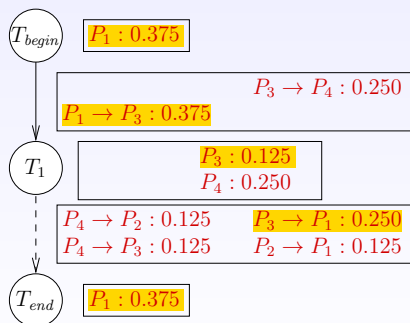 T_begin P_1 : 0.375
P_3 → P_4 : 0.250
P_1 → P_3 : 0.375
T_1
P_3 : 0.125
P_4 : 0.250
P_4 → P_2 : 0.125 P_3 → P_1 : 0.250
P_4 → P_3 : 0.125 P_2 → P_1 : 0.125
T_end P_1 : 0.375